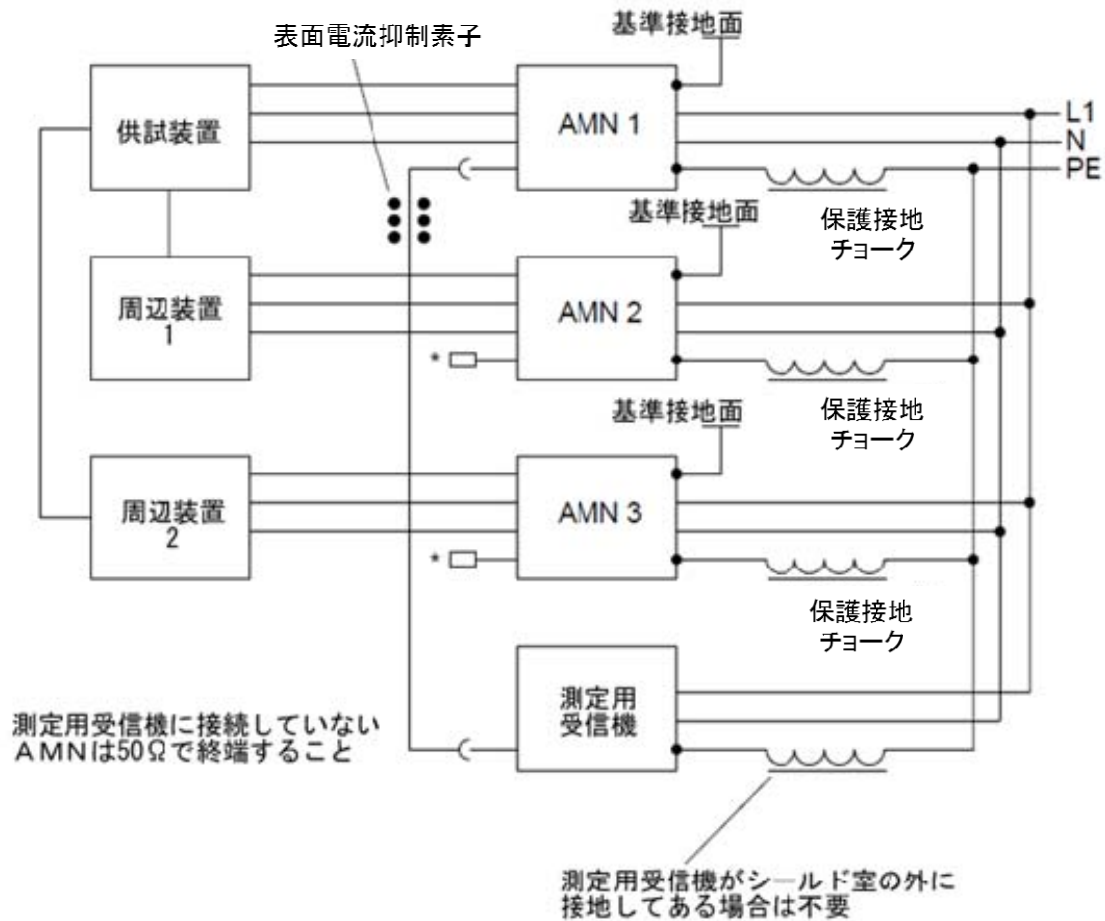 表面電流抑制素子
基準接地面
供試装置
AMN 1
L1
N
PE
保護接地
チョーク
基準接地面
周辺装置
1
AMN 2
*
保護接地
チョーク
基準接地面
周辺装置
2
AMN 3
*
保護接地
チョーク
測定用
受信機
測定用受信機に接続していない
ＡＭＮは50Ωで終端すること
測定用受信機がシールド室の外に
接地してある場合は不要